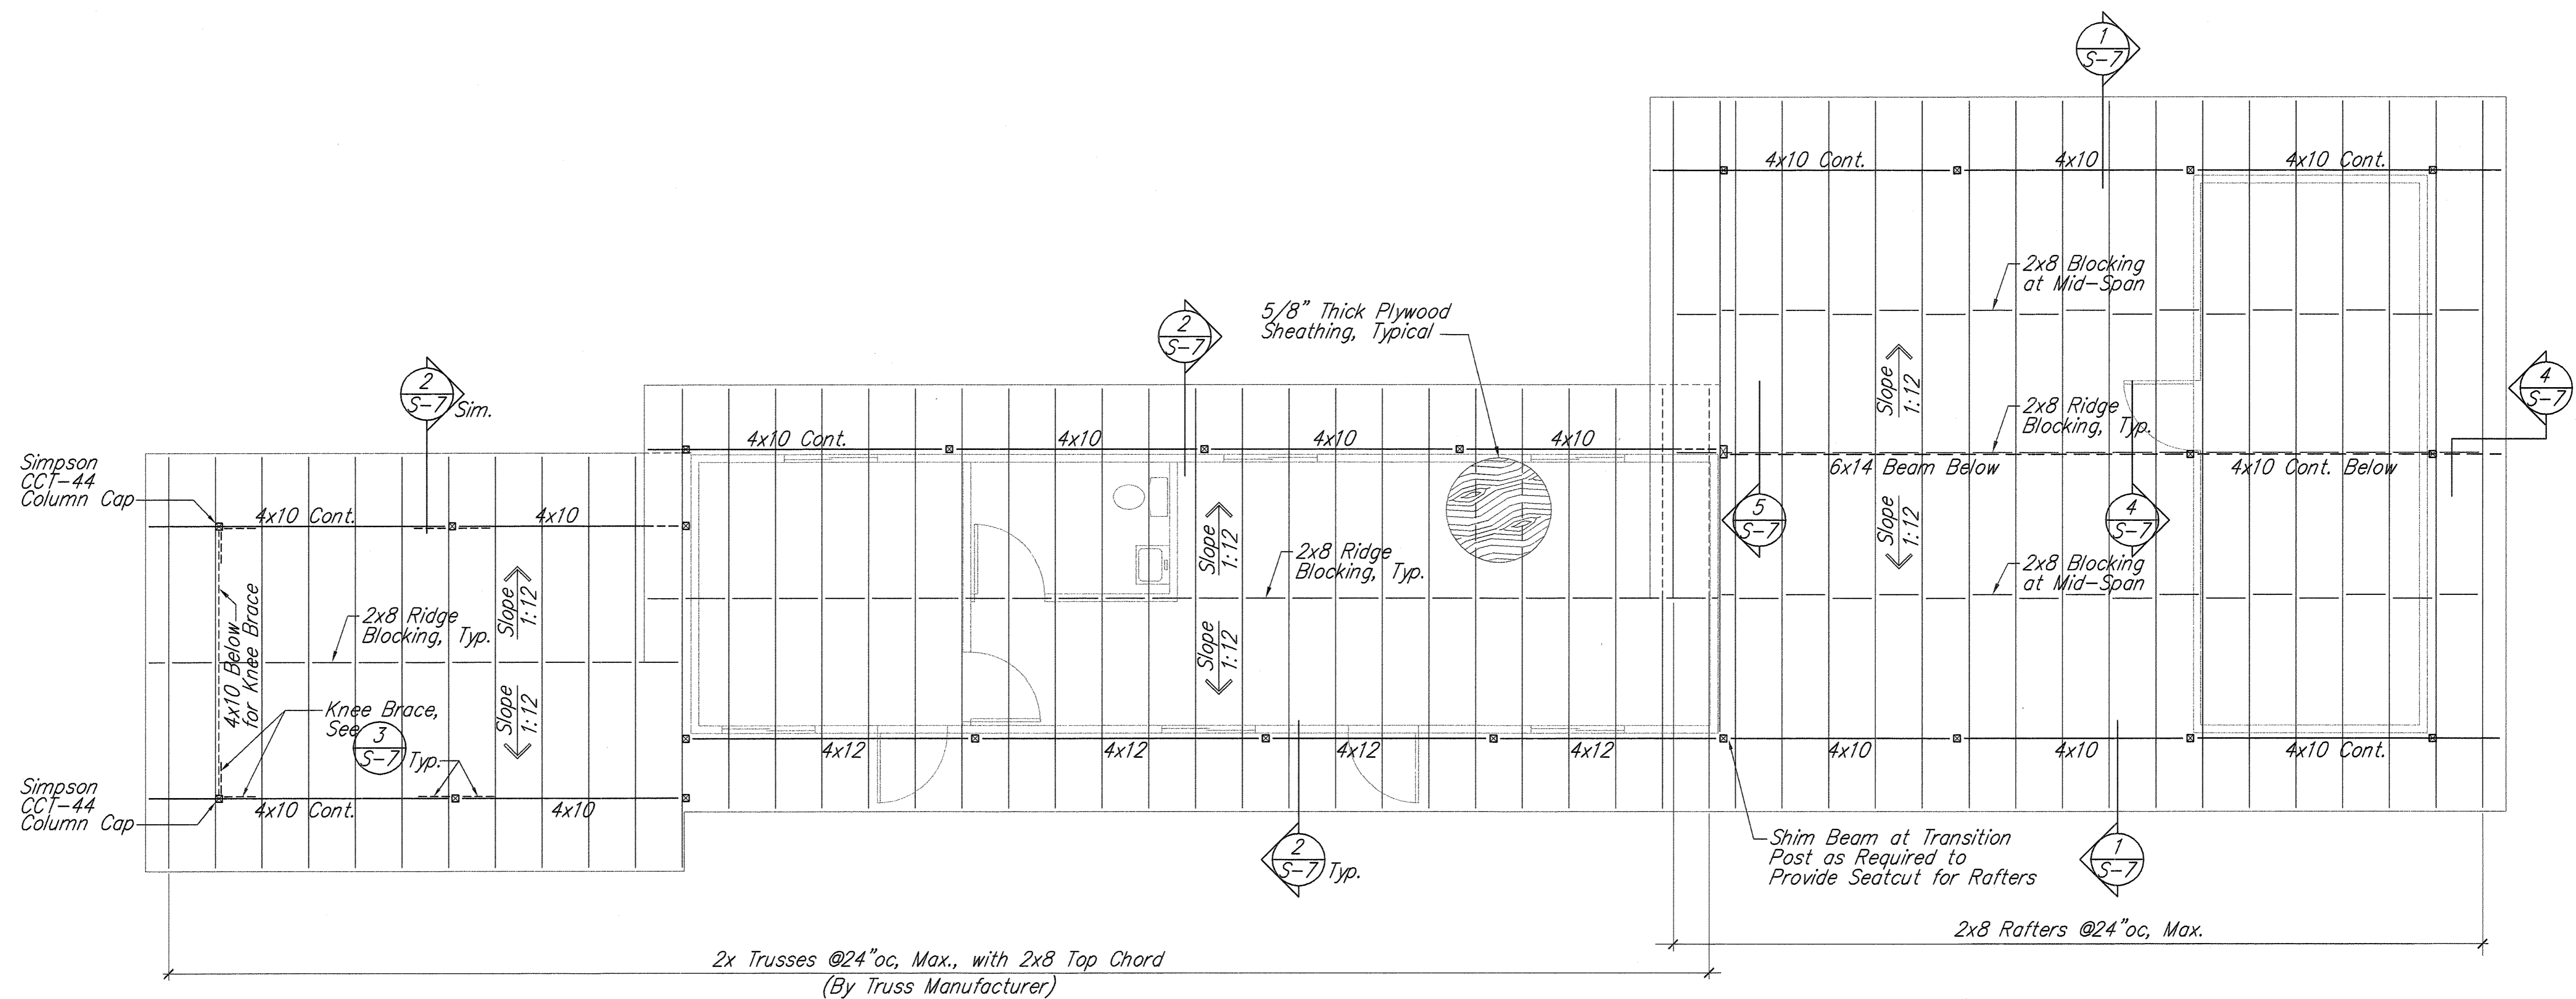 1
S-7
4x10 Cont.
4x10
4x10 Cont.
2x8 Blocking
at Mid-Span
5/8" Thick Plywood
Sheathing, Typical
2
S-7
2
S-7
Sim.
4
S-7
Slope
1:12
2x8 Ridge
Blocking, Typ.
4x10 Cont.
4x10
4x10
4x10
6x14 Beam Below
4x10 Cont. Below
Simpson
CCT-44
Column Cap
4x10 Cont.
4x10
5
S-7
4
S-7
Slope
1:12
Slope
1:12
2x8 Ridge
Blocking, Typ.
2x8 Blocking
at Mid-Span
Slope
1:12
2x8 Ridge
Blocking, Typ.
4x10 Below
for Knee Brace
Slope
1:12
Slope
1:12
Knee Brace,
See
3
S-7
Typ.
4x12
4x12
4x12
4x12
4x10
4x10
4x10 Cont.
Simpson
CCT-44
Column Cap
4x10 Cont.
4x10
2
S-7
Typ.
Shim Beam at Transition
Post as Required to
Provide Seatcut for Rafters
1
S-7
2x8 Rafters @24"oc, Max.
2x Trusses @24"oc, Max., with 2x8 Top Chord
(By Truss Manufacturer)